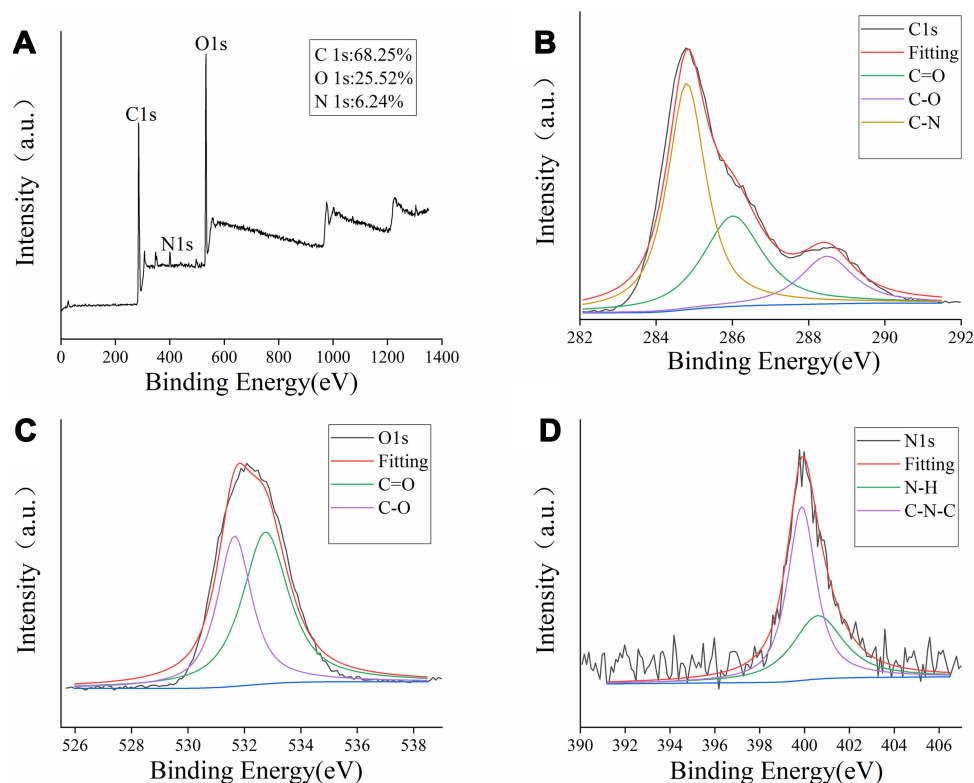 A
O1s
C 1s:68.25%
O 1s:25.52%
N 1s:6.24%
C1s
N1s
Intensity（a.u.）
0 200 400 600 800 1000 1200 1400
Binding Energy(eV)
B
C1s
Fitting
C=O
C-O
C-N
Intensity（a.u.）
282 284 286 288 290 292
Binding Energy(eV)
C
O1s
Fitting
C=O
C-O
Intensity（a.u.）
526 528 530 532 534 536 538
Binding Energy(eV)
D
N1s
Fitting
N-H
C-N-C
Intensity（a.u.）
390 392 394 396 398 400 402 404 406
Binding Energy(eV)